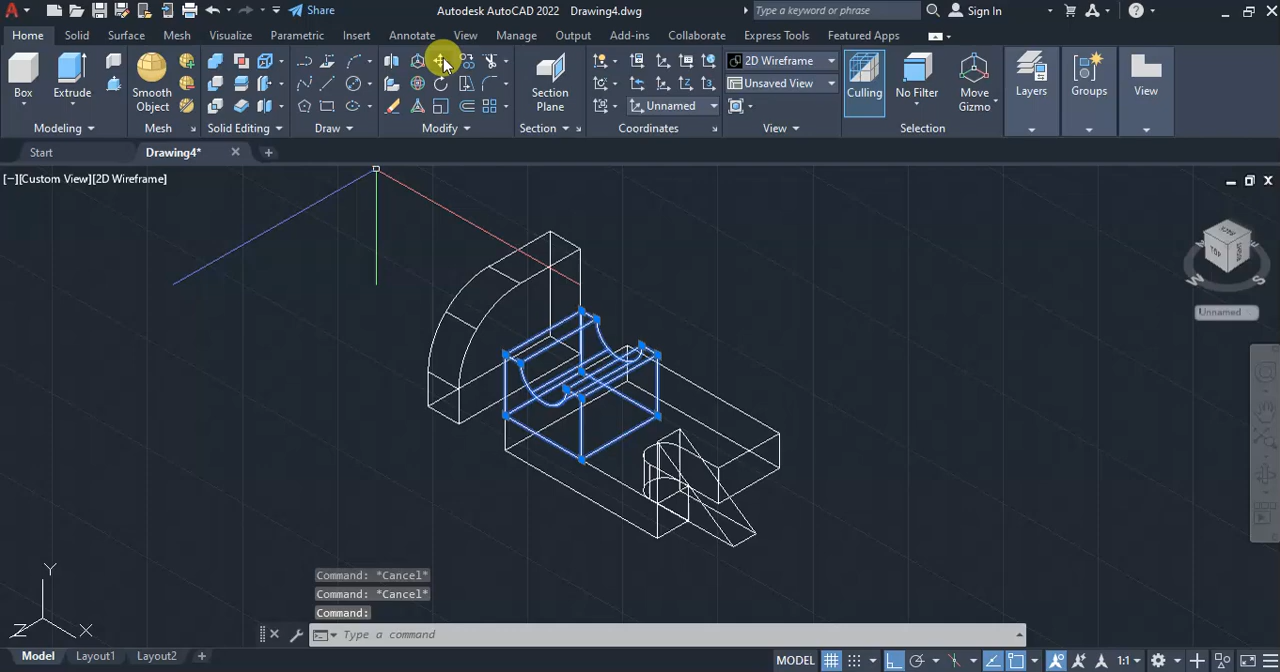 Share
Autodesk AutoCAD 2022 Drawing4.dwg
Type a keyword or phrase
Sign In
Home Solid Surface Mesh Visualize Parametric Insert Annotate View Manage Output Add-ins Collaborate Express Tools Featured Apps
Box Extrude Smooth Object Section Plane 2D Wireframe Unsaved View Unnamed Culling No Filter Move Gizmo Layers Groups View
Modeling Mesh Solid Editing Draw Modify Section Coordinates View Selection
Start Drawing4*
[−][Custom View][2D Wireframe]
TOP
W S
Unnamed
Command: *Cancel*
Command: *Cancel*
Command:
Type a command
Y
Z X
Model Layout1 Layout2
MODEL 1:1